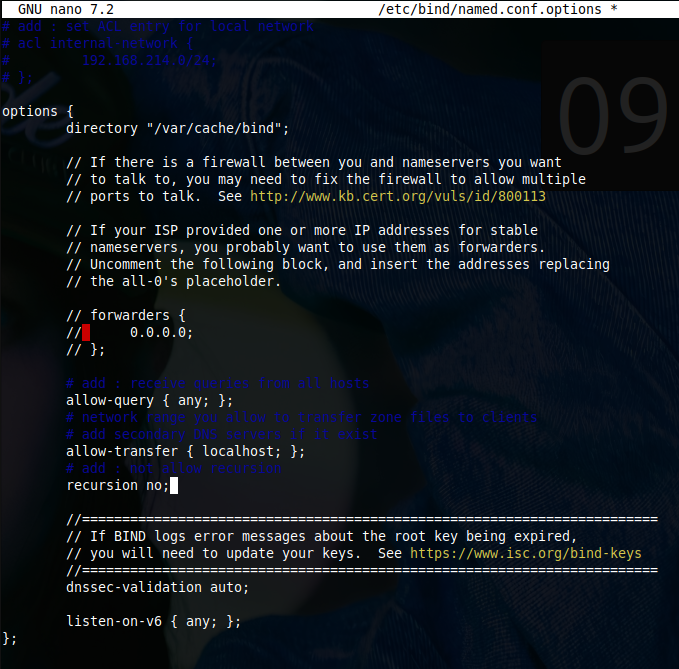 GNU nano 7.2 /etc/bind/named.conf.options *
# add : set ACL entry for local network
# acl internal-network {
# 192.168.214.0/24;
# };
options {
directory "/var/cache/bind";
// If there is a firewall between you and nameservers you want
// to talk to, you may need to fix the firewall to allow multiple
// ports to talk. See http://www.kb.cert.org/vuls/id/800113
// If your ISP provided one or more IP addresses for stable
// nameservers, you probably want to use them as forwarders.
// Uncomment the following block, and insert the addresses replacing
// the all-0's placeholder.
// forwarders {
// 0.0.0.0;
// };
# add : receive queries from all hosts
allow-query { any; };
# network range you allow to transfer zone files to clients
# add secondary DNS servers if it exist
allow-transfer { localhost; };
# add : not allow recursion
recursion no;
//========================================================================
// If BIND logs error messages about the root key being expired,
// you will need to update your keys. See https://www.isc.org/bind-keys
//========================================================================
dnssec-validation auto;
listen-on-v6 { any; };
};
09